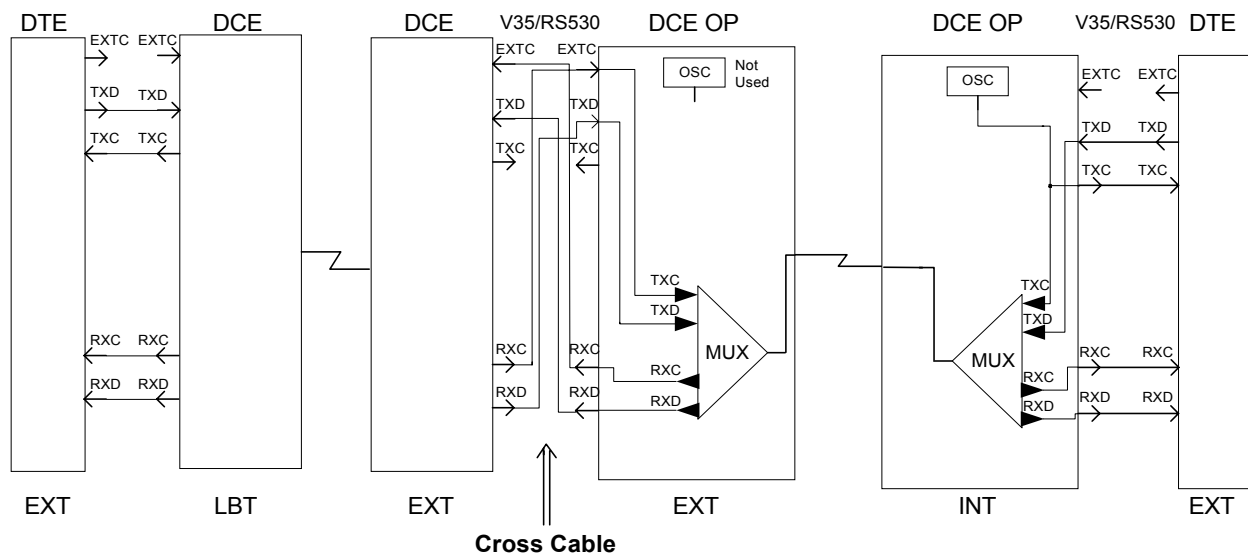 DTE DCE DCE V35/RS530 DCE OP DCE OP V35/RS530 DTE
EXTC EXTC EXTC EXTC OSC Not Used OSC EXTC EXTC
TXD TXD TXD TXD TXD TXD
TXC TXC TXC TXC TXC TXC
TXC TXC
TXD TXD
MUX MUX
RXC RXC RXC RXC RXC RXC RXC RXC
RXD RXD RXD RXD RXD RXD RXD RXD
EXT LBT EXT EXT INT EXT
Cross Cable